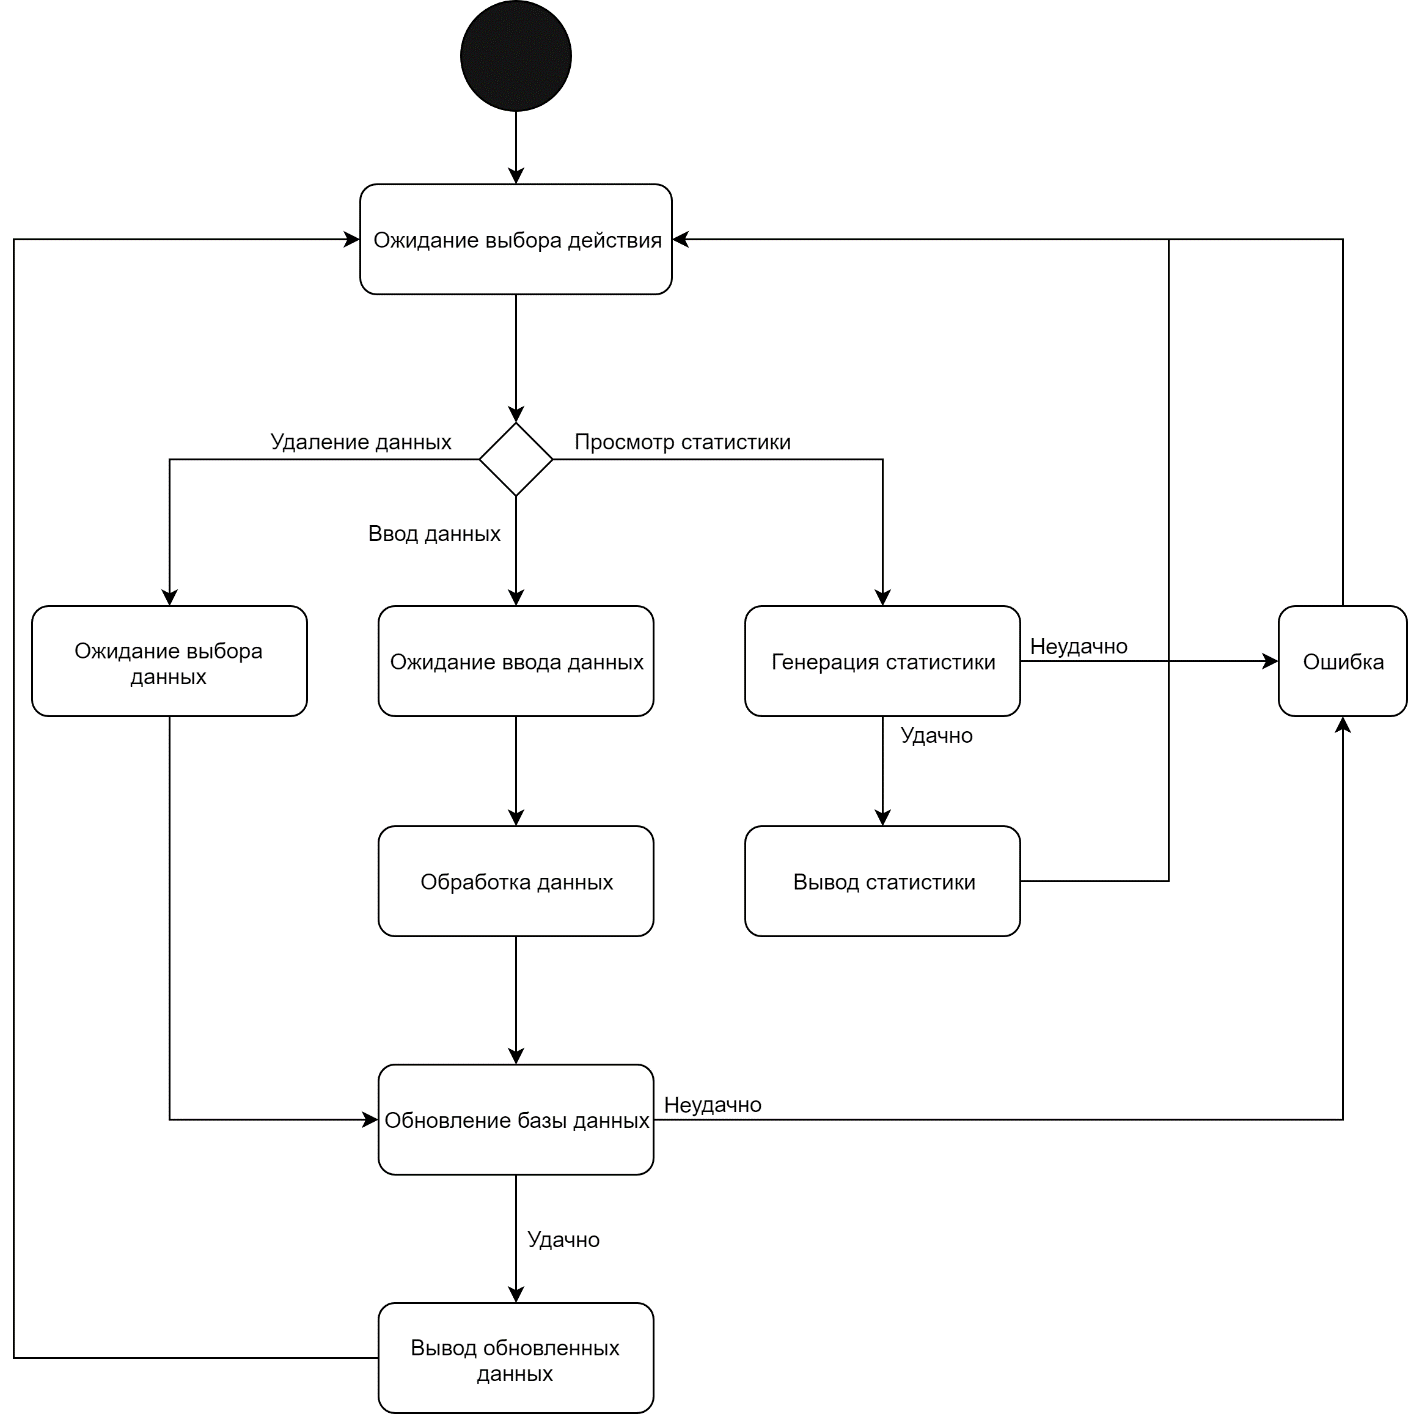 Ожидание выбора действия
Удаление данных
Просмотр статистики
Ввод данных
Ожидание выбора
данных
Ожидание ввода данных
Генерация статистики
Неудачно
Ошибка
Удачно
Обработка данных
Вывод статистики
Обновление базы данных
Неудачно
Удачно
Вывод обновленных
данных